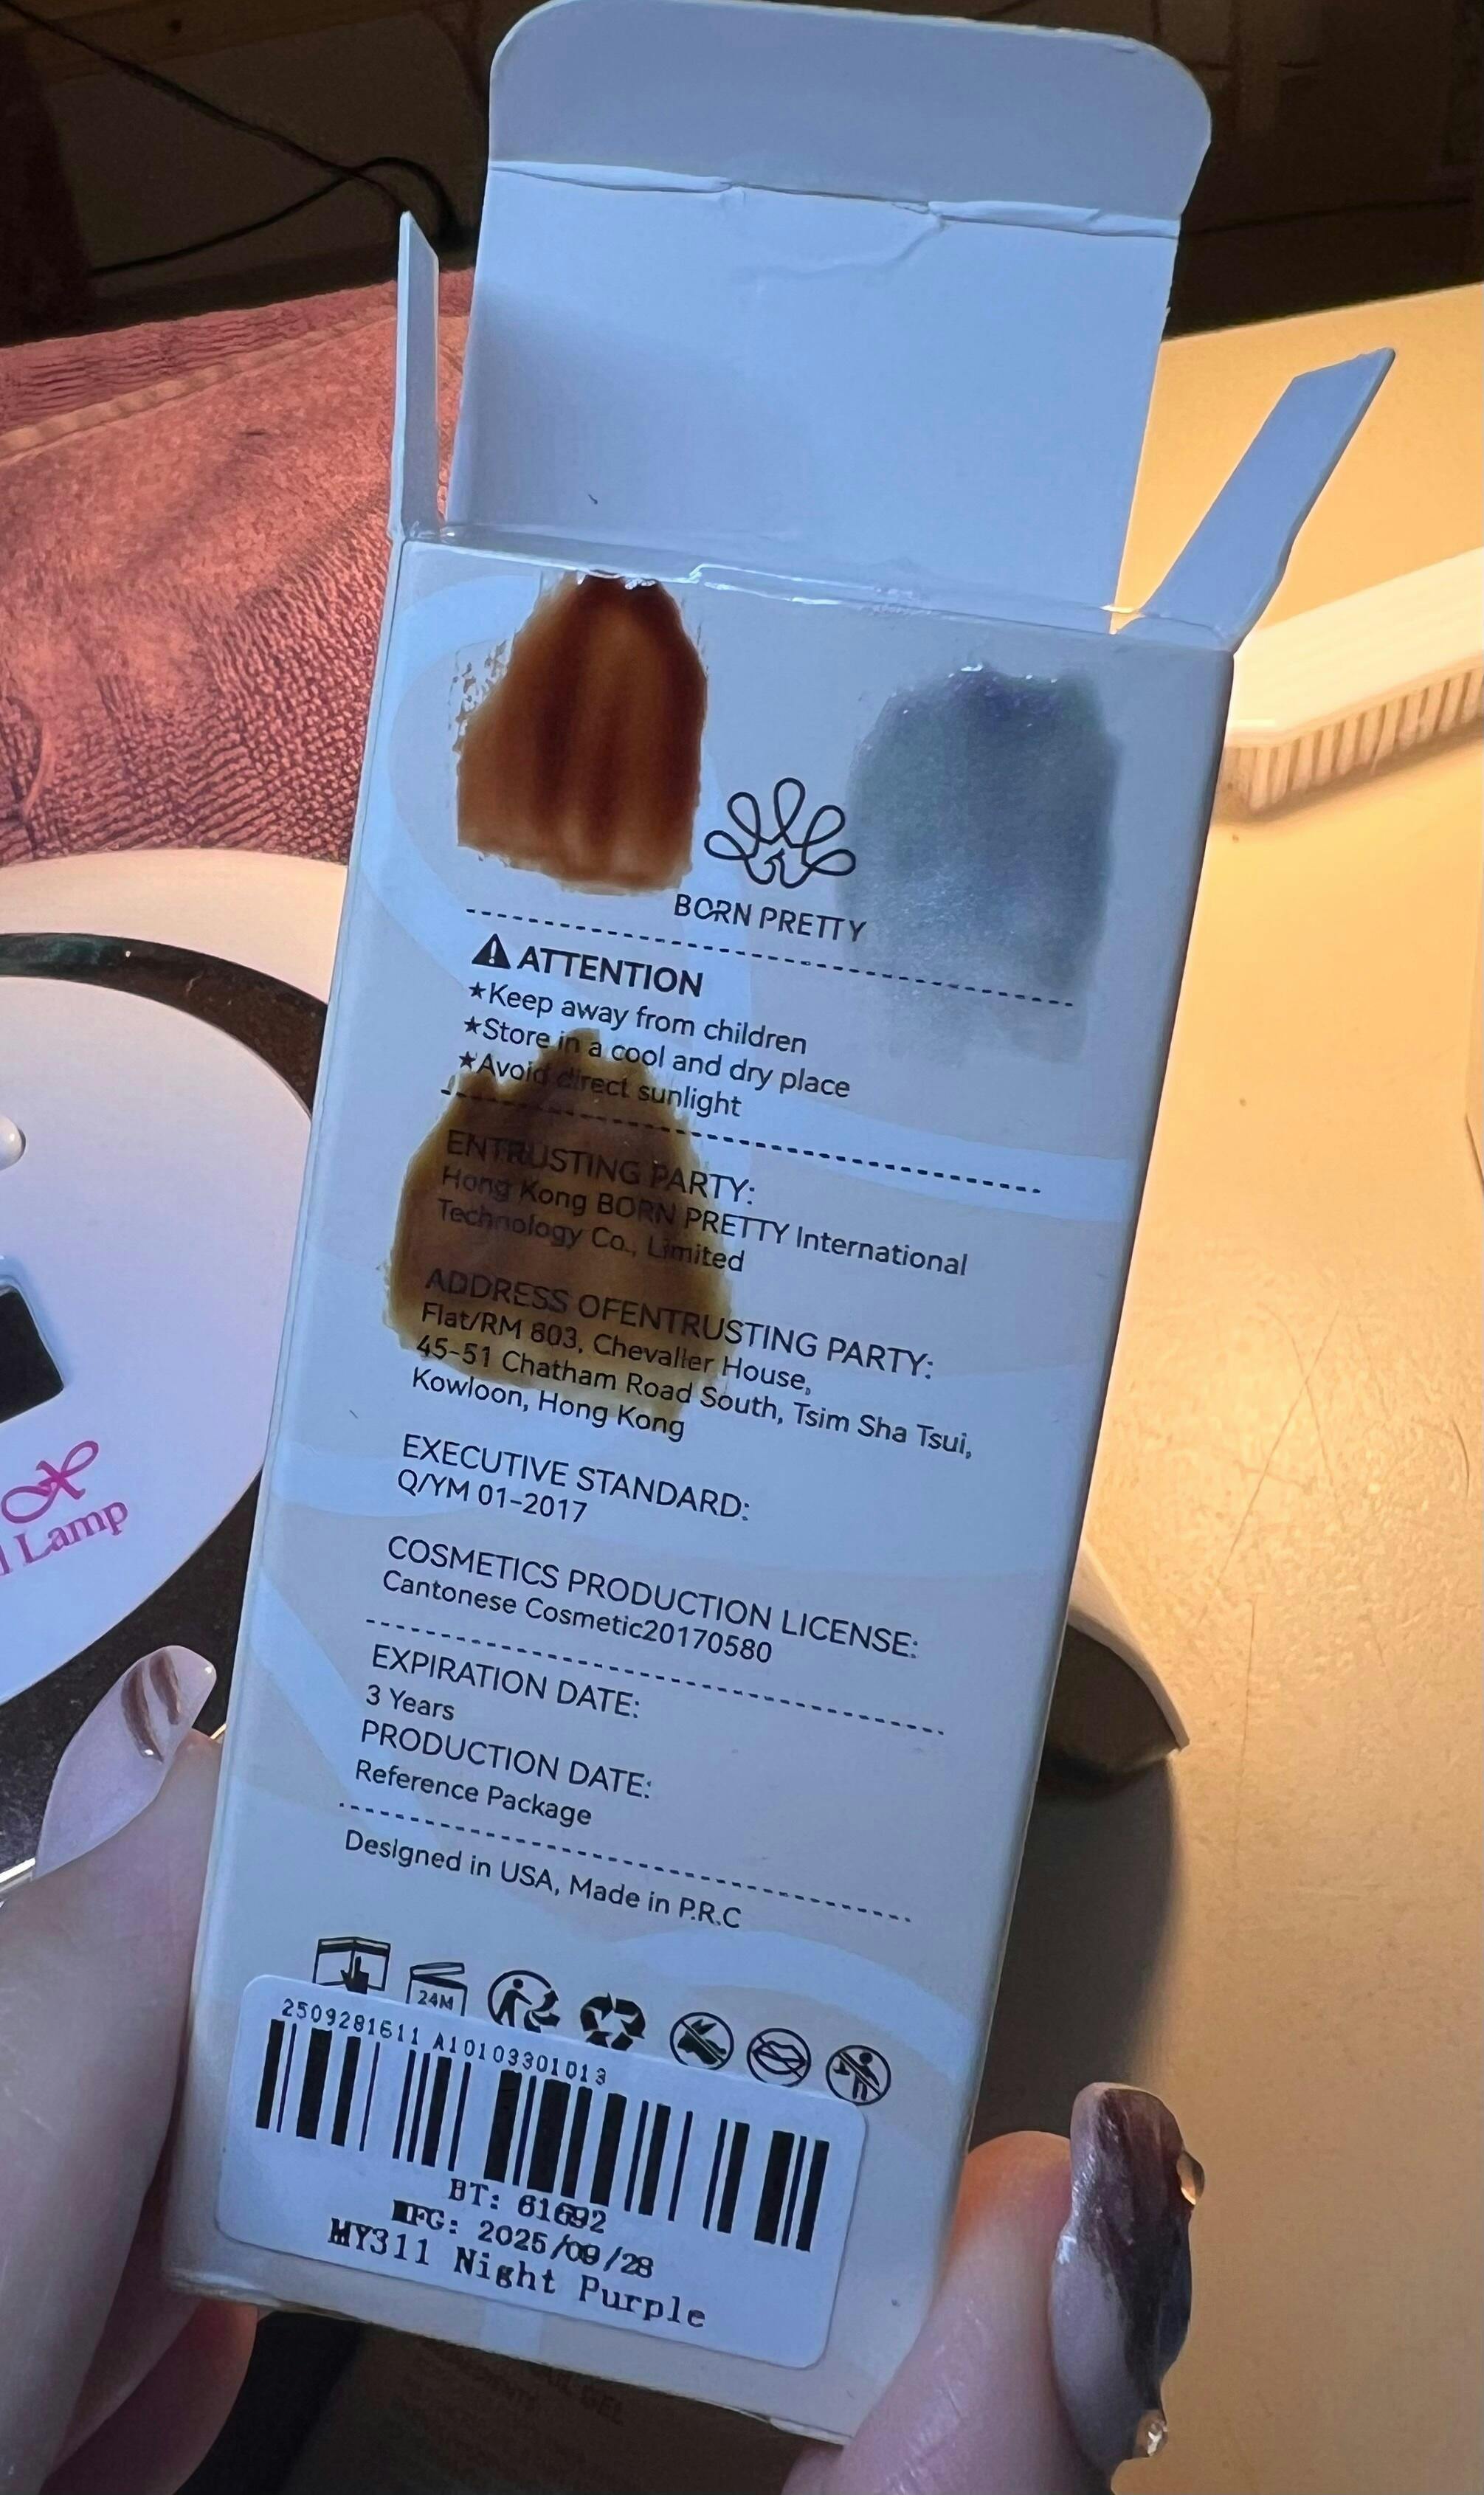 BORN PRETTY
ATTENTION
★Keep away from children
★Store in a cool and dry place
★Avoid direct sunlight
ENTRUSTING PARTY:
Hong Kong BORN PRETTY International
Technology Co., Limited
ADDRESS OFENTRUSTING PARTY:
Flat/RM 803, Chevalier House,
45-51 Chatham Road South, Tsim Sha Tsui,
Kowloon, Hong Kong
EXECUTIVE STANDARD:
Q/YM 01-2017
COSMETICS PRODUCTION LICENSE:
Cantonese Cosmetic20170580
EXPIRATION DATE:
3 Years
PRODUCTION DATE:
Reference Package
Designed in USA, Made in P.R.C
24M
2509281611 A10103301013
BT: 61692
MFG: 2025/09/28
MY311 Night Purple
Lamp
GEL